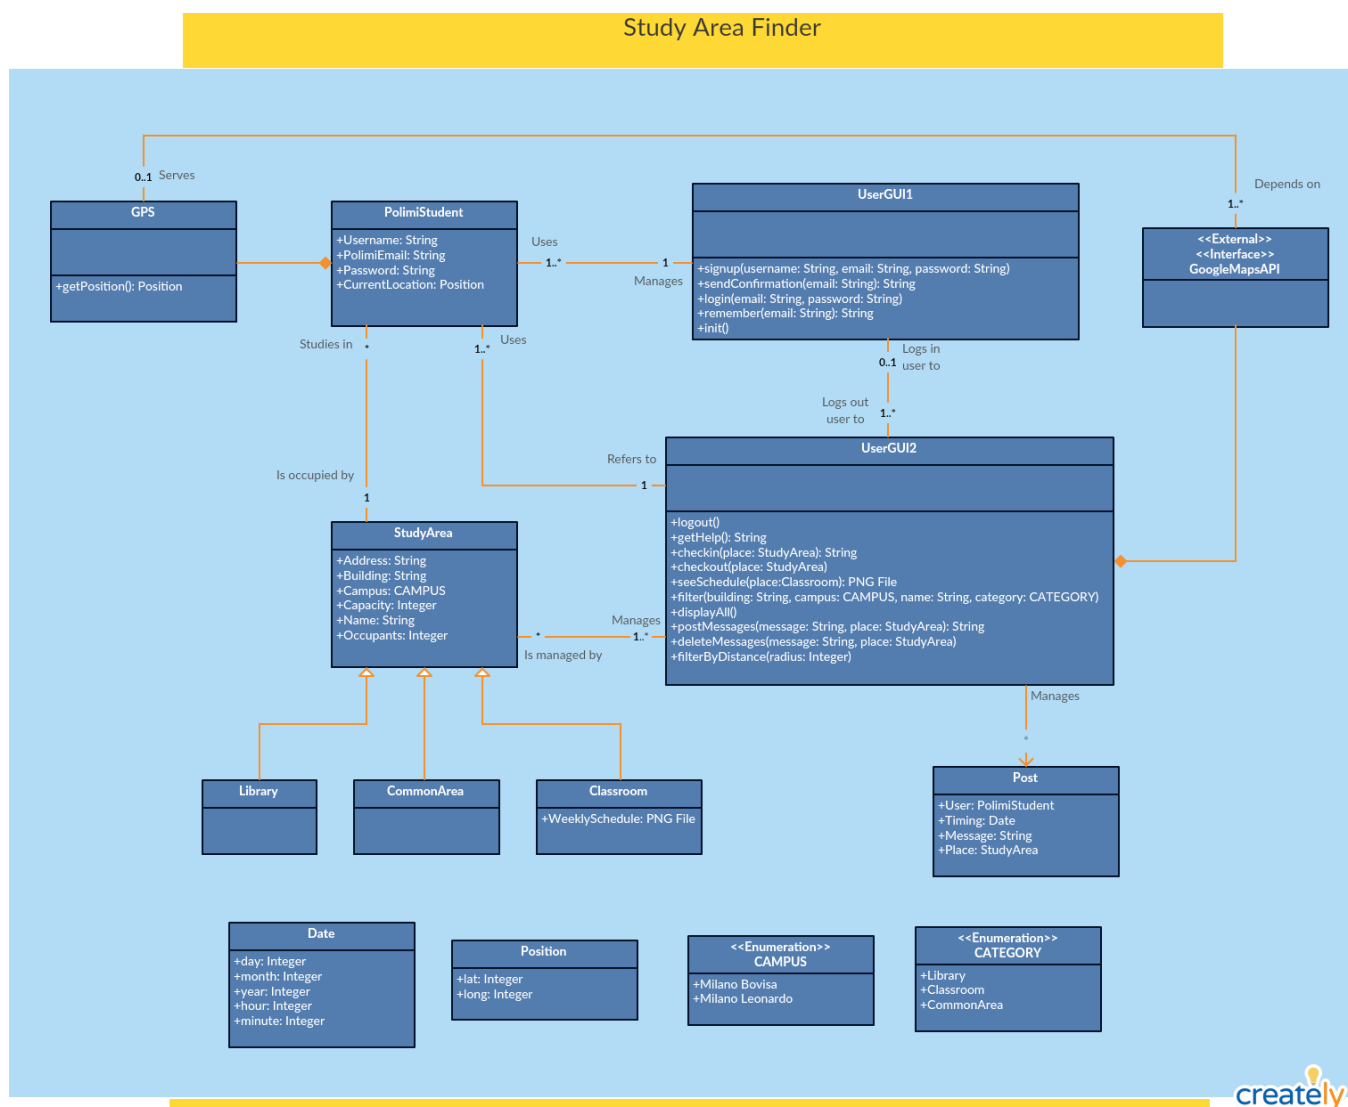 Study Area Finder
0..1
Serves
Depends on
1..*
GPS
+getPosition(): Position
PolimiStudent
+Username: String
+PolimiEmail: String
+Password: String
+CurrentLocation: Position
Uses
1..*
1
Manages
UserGUI1
+signup(username: String, email: String, password: String)
+sendConfirmation(email: String): String
+login(email: String, password: String)
+remember(email: String): String
+init()
<<External>>
<<Interface>>
GoogleMapsAPI
Studies in
*
1..*
Uses
0..1
Logs in
user to
Logs out
user to
1..*
Is occupied by
1
Refers to
1
UserGUI2
+logout()
+getHelp(): String
+checkin(place: StudyArea): String
+checkout(place: StudyArea)
+seeSchedule(place:Classroom): PNG File
+filter(building: String, campus: CAMPUS, name: String, category: CATEGORY)
+displayAll()
+postMessages(message: String, place: StudyArea): String
+deleteMessages(message: String, place: StudyArea)
+filterByDistance(radius: Integer)
StudyArea
+Address: String
+Building: String
+Campus: CAMPUS
+Capacity: Integer
+Name: String
+Occupants: Integer
Manages
*
1..*
Is managed by
Manages
*
Library
CommonArea
Classroom
+WeeklySchedule: PNG File
Post
+User: PolimiStudent
+Timing: Date
+Message: String
+Place: StudyArea
Date
+day: Integer
+month: Integer
+year: Integer
+hour: Integer
+minute: Integer
Position
+lat: Integer
+long: Integer
<<Enumeration>>
CAMPUS
+Milano Bovisa
+Milano Leonardo
<<Enumeration>>
CATEGORY
+Library
+Classroom
+CommonArea
creately